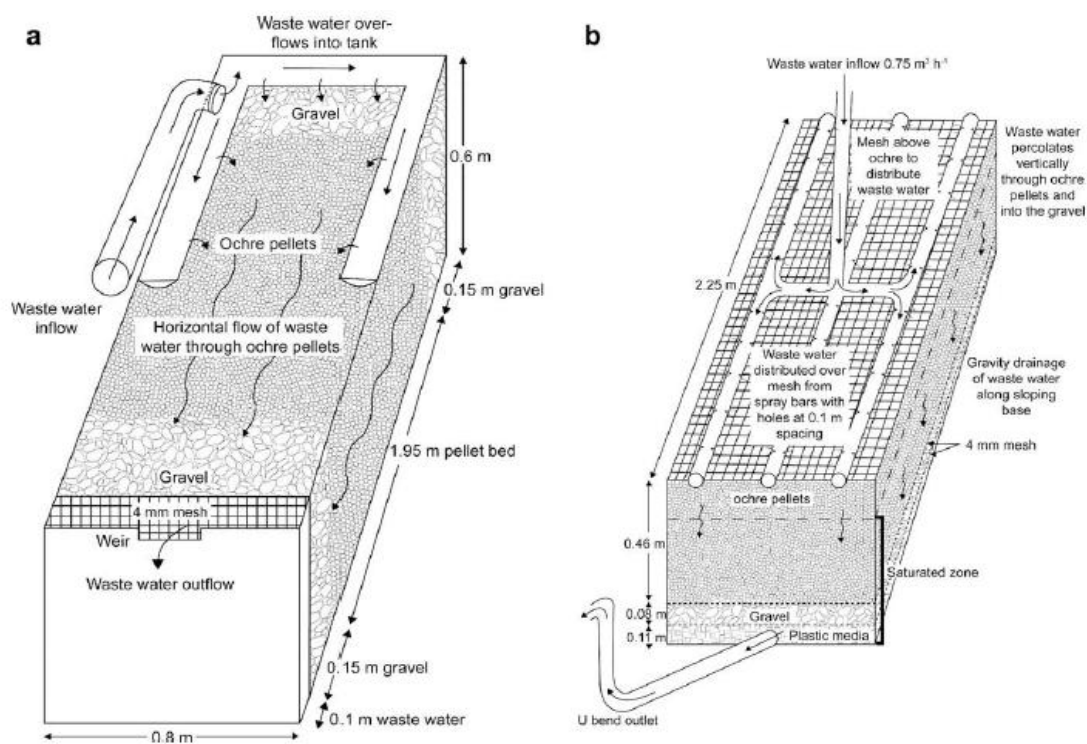 a
Waste water over-
flows into tank
Gravel
0.6 m
Ochre pellets
0.15 m gravel
Waste water
inflow
Horizontal flow of waste
water through ochre pellets
1.95 m pellet bed
Gravel
4 mm mesh
Weir
Waste water outflow
0.15 m gravel
0.1 m waste water
0.8 m
b
Waste water inflow 0.75 m³ h⁻¹
Mesh above
ochre to
distribute
waste water
Waste water
percolates
vertically
through ochre
pellets and
into the gravel
2.25 m
Waste water
distributed over
mesh from
spray bars with
holes at 0.1 m
spacing
Gravity drainage
of waste water
along sloping
base
4 mm mesh
ochre pellets
0.46 m
Saturated zone
0.08 m
Gravel
0.11 m
Plastic media
U bend outlet